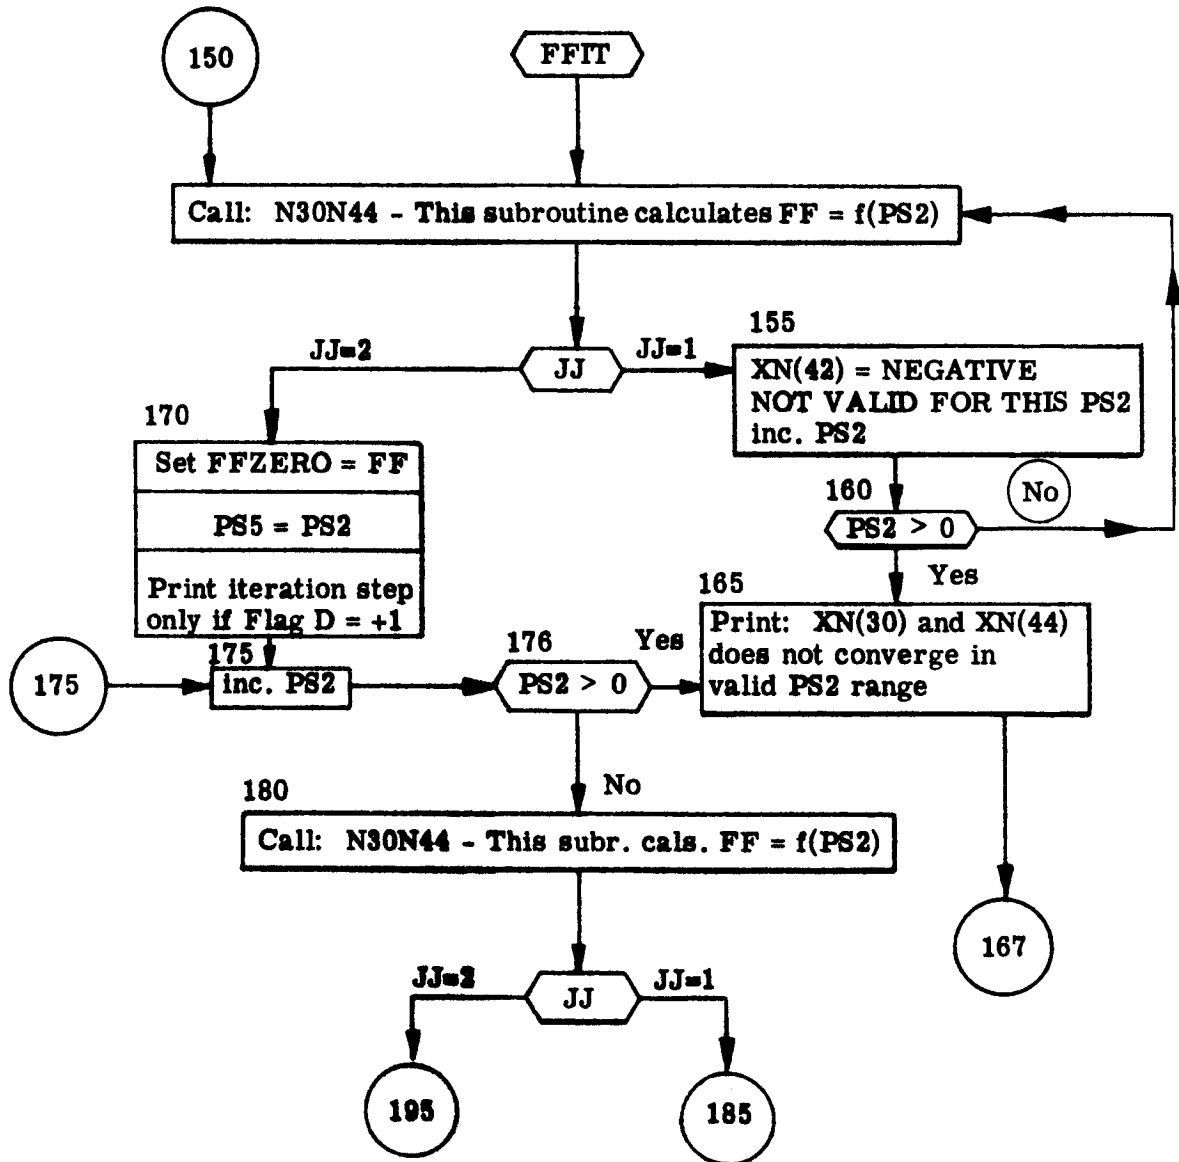 150
FFIT
Call: N30N44 - This subroutine calculates FF = f(PS2)
JJ=2
JJ
JJ=1
155
XN(42) = NEGATIVE
NOT VALID FOR THIS PS2
inc. PS2
170
Set FFZERO = FF
PS5 = PS2
Print iteration step
only if Flag D = +1
160
No
PS2 > 0
Yes
165
Print: XN(30) and XN(44)
does not converge in
valid PS2 range
175
175
inc. PS2
176
Yes
PS2 > 0
No
180
Call: N30N44 - This subr. cals. FF = f(PS2)
167
JJ=2
JJ
JJ=1
195
185